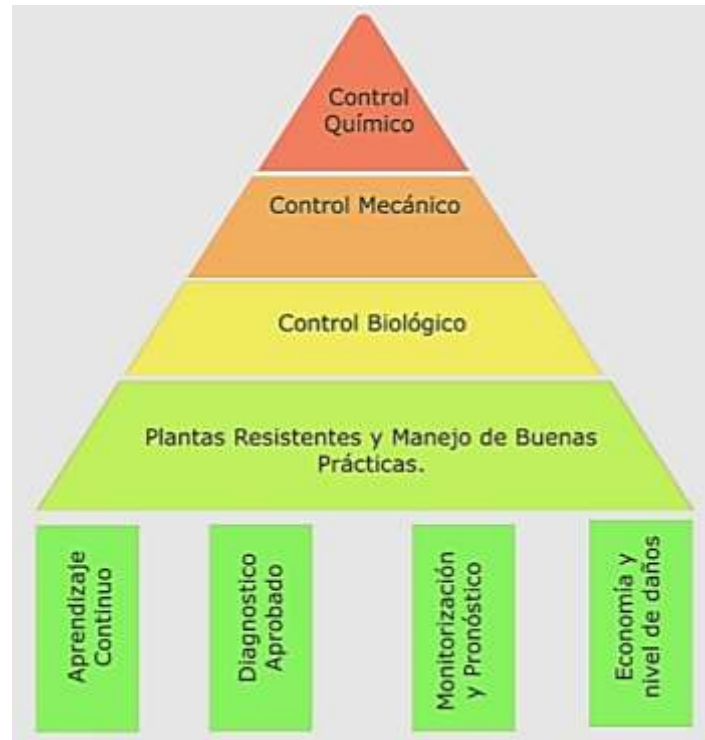 Control
Químico
Control Mecánico
Control Biológico
Plantas Resistentes y Manejo de Buenas
Prácticas.
Aprendizaje
Continuo
Diagnostico
Aprobado
Monitorización
y Pronóstico
Economía y
nivel de daños